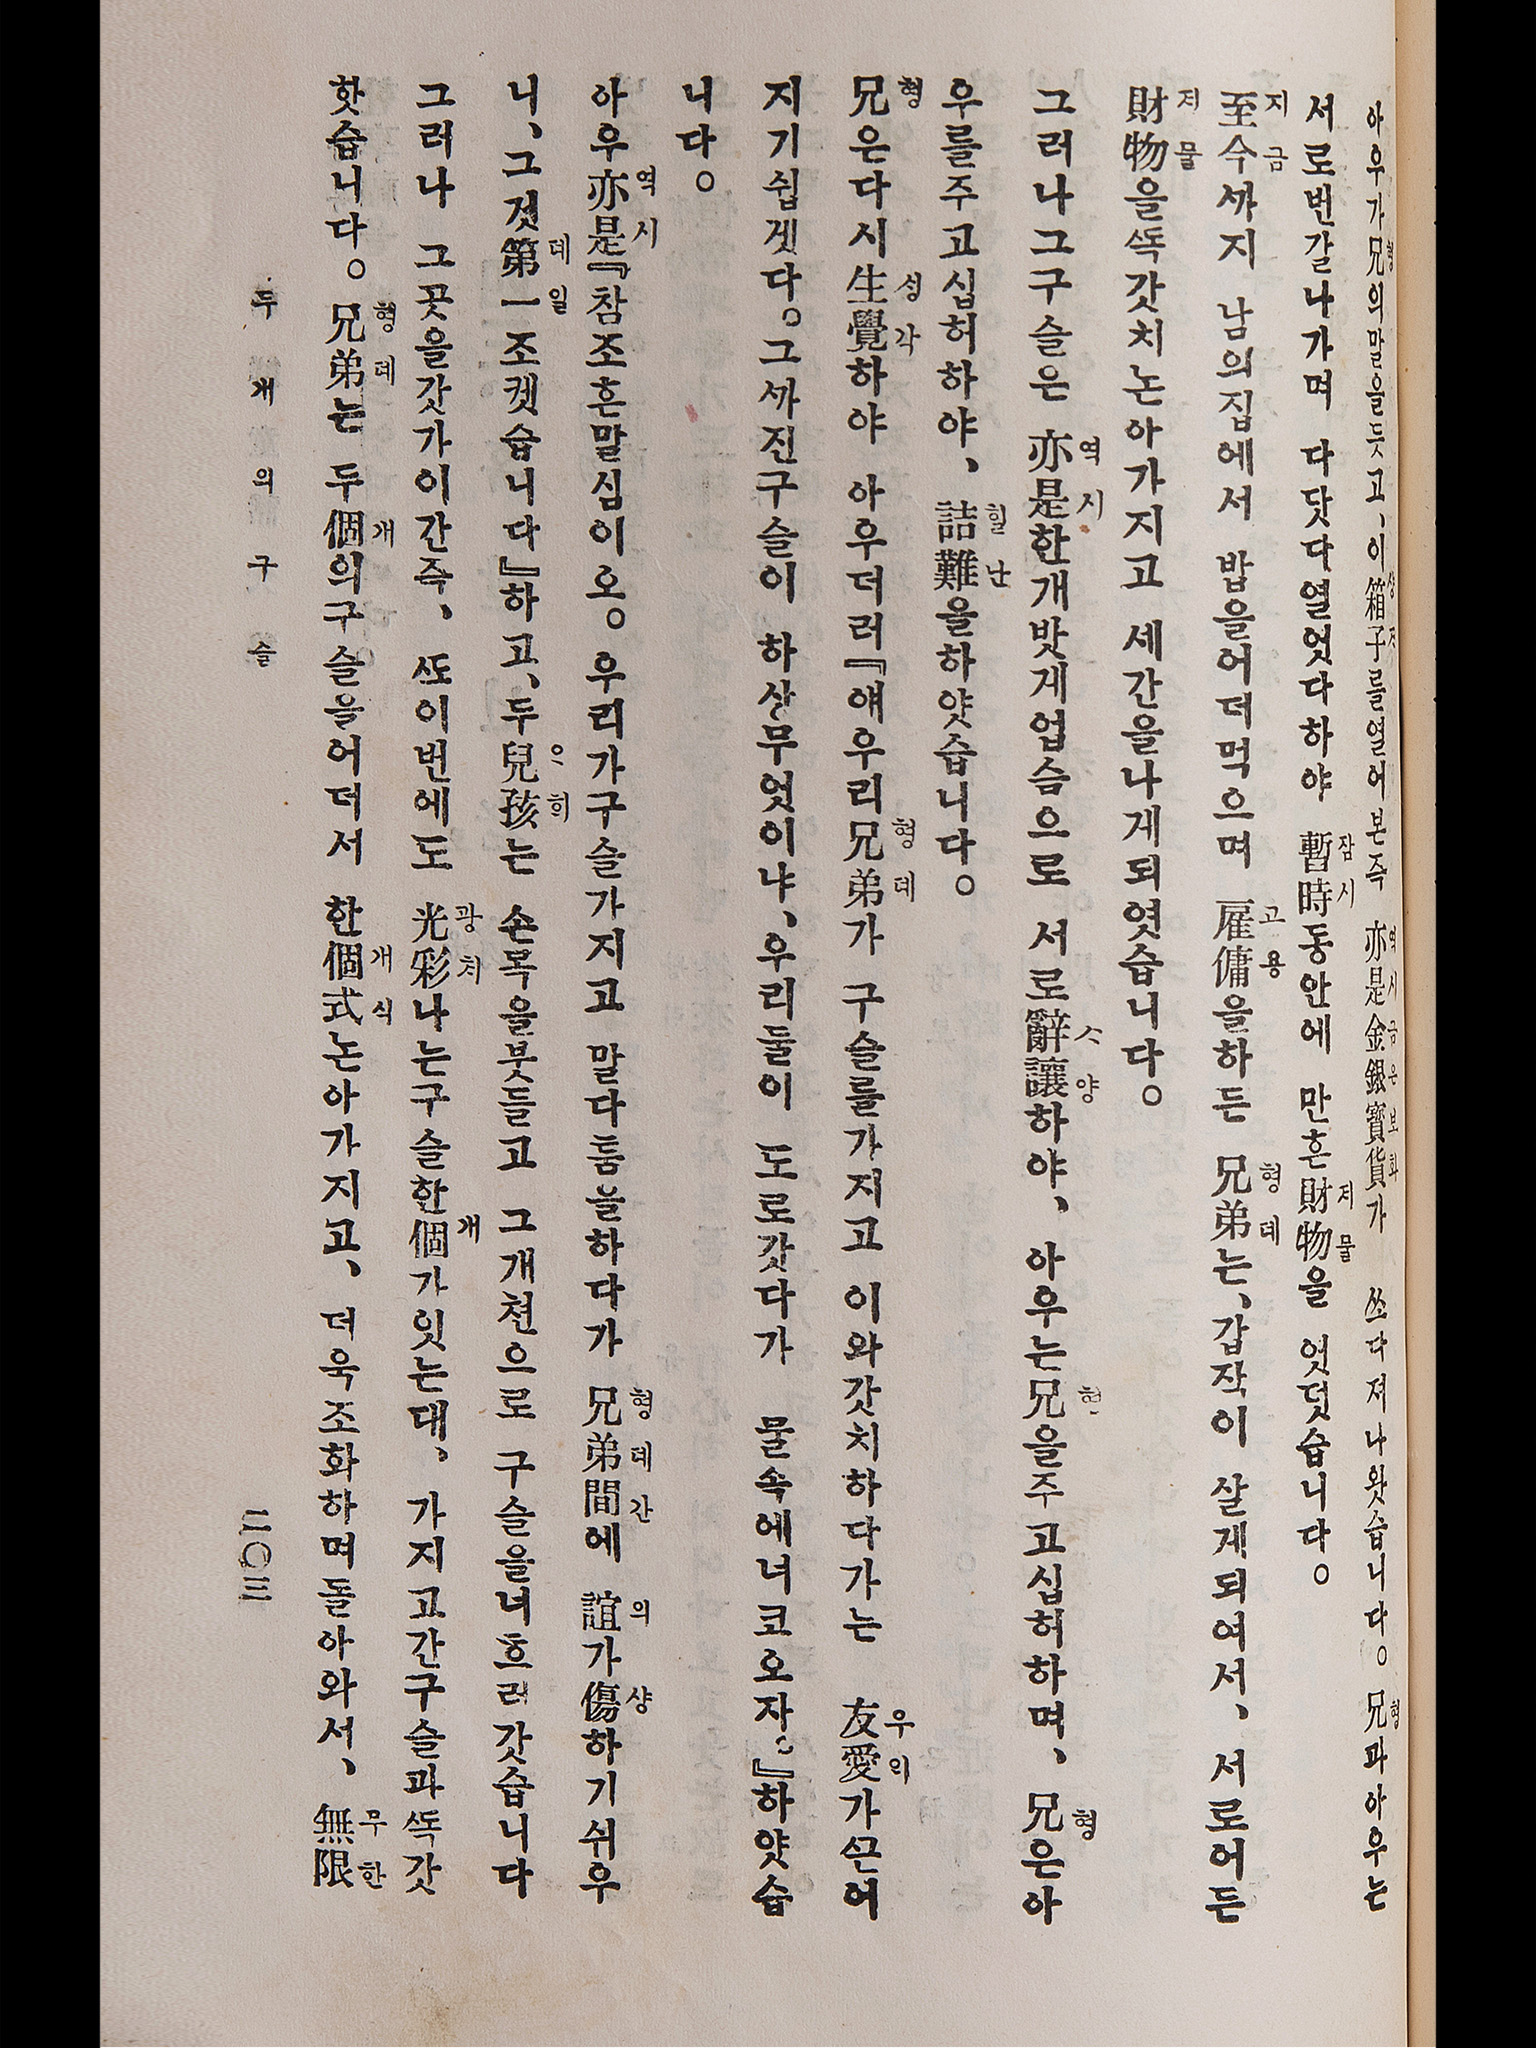 아우가兄의말을듯고、이箱子를열어본즉 亦是金銀寶貨가 쏘다저나왓습니다。兄과아우는
서로번갈나가며 다닷다열엇다하야 暫時동안에 만흔財物을 엇덧습니다。
至今까지 남의집에서 밥을어더먹으며 雇傭을하든 兄弟는、갑작이 살게되여서、서로어든
財物을똑갓치논아가지고 세간을나게되엿습니다。
그러나그구슬은 亦是한개밧게업슴으로 서로辭讓하야、아우는兄을주고십허하며、兄은아
우를주고십허하야、詰難을하얏습니다。
兄은다시生覺하야 아우더러『얘우리兄弟가 구슬를가지고 이와갓치하다가는 友愛가은어
지기쉽겟다。그까진구슬이 하상무엇이냐、우리둘이 도로갓다가 물속에너코오자。』하얏습
니다。
아우亦是『참조흔말심이오。우리가구슬가지고 말다툼을하다가 兄弟間에 誼가傷하기쉬우
니、그것第一조켓습니다』하고、두兒孩는 손목을붓들고 그개천으로 구슬을너흐러갓습니다
그러나 그곳을갓가이간즉、또이번에도 光彩나는구슬한個가잇는대、가지고간구슬과똑갓
핫습니다。兄弟는 두個의구슬을어더서 한個式논아가지고、더욱조화하며돌아와서、無限
두개의구슬
二〇三